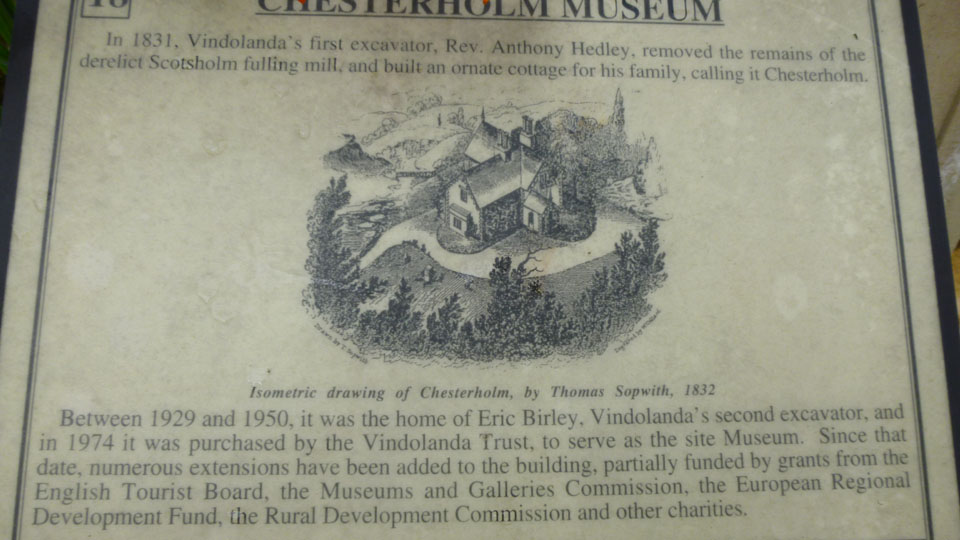 18
CHESTERHOLM MUSEUM
In 1831, Vindolanda's first excavator, Rev. Anthony Hedley, removed the remains of the
derelict Scotsholm fulling mill, and built an ornate cottage for his family, calling it Chesterholm.
Isometric drawing of Chesterholm, by Thomas Sopwith, 1832
Between 1929 and 1950, it was the home of Eric Birley, Vindolanda's second excavator, and
in 1974 it was purchased by the Vindolanda Trust, to serve as the site Museum. Since that
date, numerous extensions have been added to the building, partially funded by grants from the
English Tourist Board, the Museums and Galleries Commission, the European Regional
Development Fund, the Rural Development Commission and other charities.